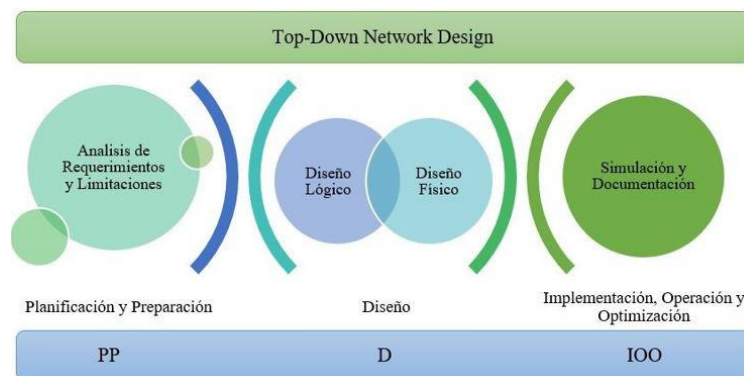 Top-Down Network Design
Analisis de
Requerimientos
y Limitaciones
Diseño
Lógico
Diseño
Físico
Simulación y
Documentación
Planificación y Preparación
Diseño
Implementación, Operación y
Optimización
PP
D
IOO